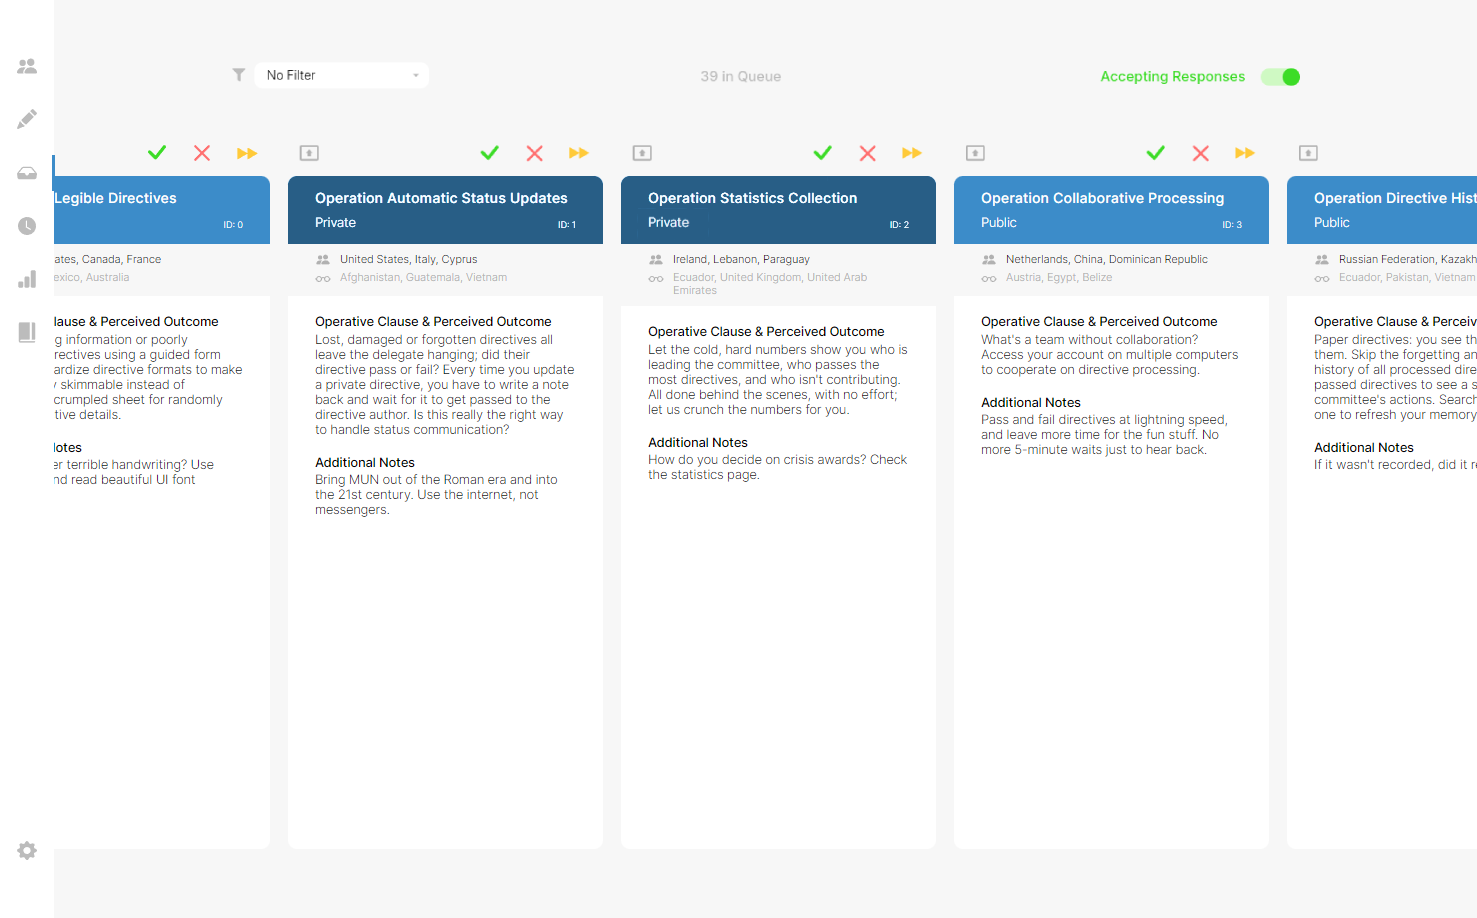 No Filter
39 in Queue
Accepting Responses
Legible Directives
ID: 0
ates, Canada, France
exico, Australia
lause & Perceived Outcome
g information or poorly
rectives using a guided form
ardize directive formats to make
y skimmable instead of
crumpled sheet for randomly
tive details.
lotes
er terrible handwriting? Use
nd read beautiful UI font
Operation Automatic Status Updates
Private
ID: 1
United States, Italy, Cyprus
Afghanistan, Guatemala, Vietnam
Operative Clause & Perceived Outcome
Lost, damaged or forgotten directives all
leave the delegate hanging; did their
directive pass or fail? Every time you update
a private directive, you have to write a note
back and wait for it to get passed to the
directive author. Is this really the right way
to handle status communication?
Additional Notes
Bring MUN out of the Roman era and into
the 21st century. Use the internet, not
messengers.
Operation Statistics Collection
Private
ID: 2
Ireland, Lebanon, Paraguay
Ecuador, United Kingdom, United Arab
Emirates
Operative Clause & Perceived Outcome
Let the cold, hard numbers show you who is
leading the committee, who passes the
most directives, and who isn't contributing.
All done behind the scenes, with no effort;
let us crunch the numbers for you.
Additional Notes
How do you decide on crisis awards? Check
the statistics page.
Operation Collaborative Processing
Public
ID: 3
Netherlands, China, Dominican Republic
Austria, Egypt, Belize
Operative Clause & Perceived Outcome
What's a team without collaboration?
Access your account on multiple computers
to cooperate on directive processing.
Additional Notes
Pass and fail directives at lightning speed,
and leave more time for the fun stuff. No
more 5-minute waits just to hear back.
Operation Directive Hist
Public
Russian Federation, Kazakh
Ecuador, Pakistan, Vietnam
Operative Clause & Perceiv
Paper directives: you see th
them. Skip the forgetting an
history of all processed dire
passed directives to see a s
committee's actions. Search
one to refresh your memory
Additional Notes
If it wasn't recorded, did it re